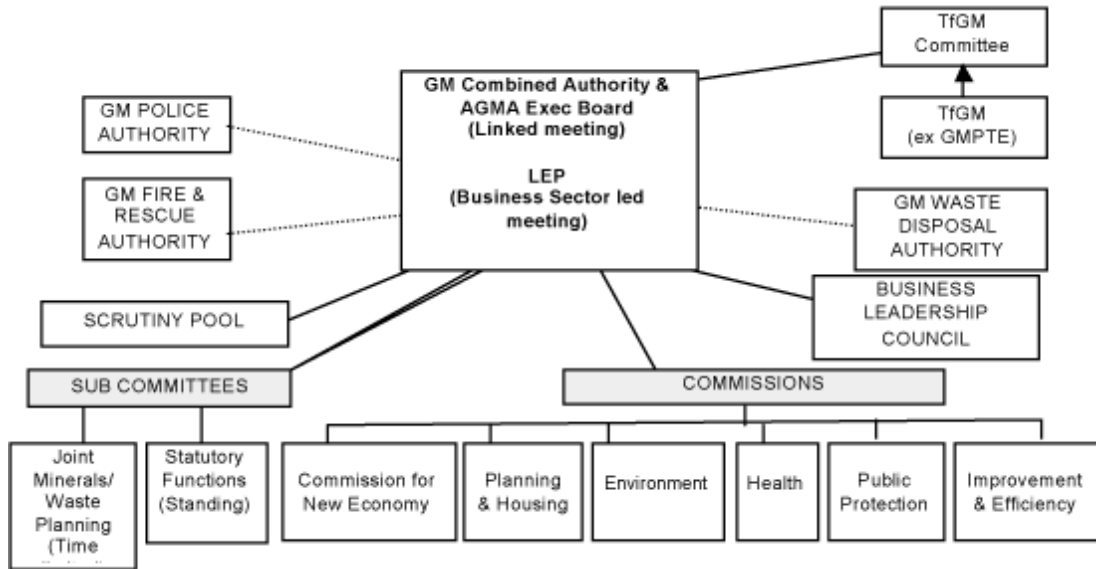 TfGM
Committee
GM Combined Authority &
AGMA Exec Board
(Linked meeting)
LEP
(Business Sector led
meeting)
GM POLICE
AUTHORITY
TfGM
(ex GMPTE)
GM FIRE &
RESCUE
AUTHORITY
GM WASTE
DISPOSAL
AUTHORITY
SCRUTINY POOL
BUSINESS
LEADERSHIP
COUNCIL
SUB COMMITTEES
COMMISSIONS
Joint
Minerals/
Waste
Planning
(Time
Statutory
Functions
(Standing)
Commission for
New Economy
Planning
& Housing
Environment
Health
Public
Protection
Improvement
& Efficiency